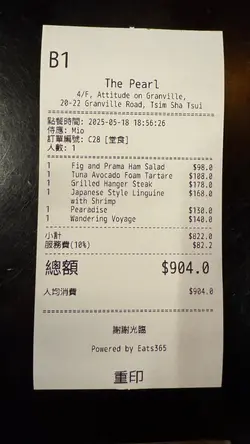 B1
The Pearl
4/F, Attitude on Granville,
20-22 Granville Road, Tsim Sha Tsui
點餐時間: 2025-05-18 18:56:26
侍應: Mio
訂單編號: C28 [堂食]
人數: 1
1 Fig and Prama Ham Salad $98.0
1 Tuna Avocado Foam Tartare $108.0
1 Grilled Hanger Steak $178.0
1 Japanese Style Linguine with Shrimp $168.0
1 Pearadise $130.0
1 Wandering Voyage $140.0
小計 $822.0
服務費(10%) $82.2
總額 $904.0
人均消費 $904.0
謝謝光臨
Powered by Eats365
重印